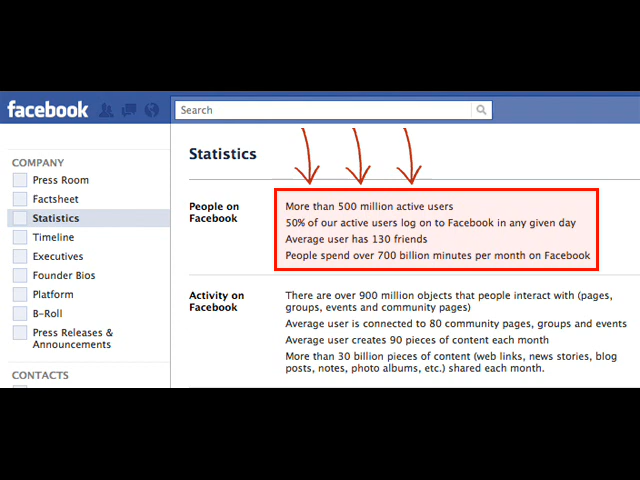 facebook
Search
COMPANY
Press Room
Factsheet
Statistics
Timeline
Executives
Founder Bios
Platform
B-Roll
Press Releases &
Announcements
CONTACTS
Statistics
People on
Facebook
More than 500 million active users
50% of our active users log on to Facebook in any given day
Average user has 130 friends
People spend over 700 billion minutes per month on Facebook
Activity on
Facebook
There are over 900 million objects that people interact with (pages,
groups, events and community pages)
Average user is connected to 80 community pages, groups and events
Average user creates 90 pieces of content each month
More than 30 billion pieces of content (web links, news stories, blog
posts, notes, photo albums, etc.) shared each month.